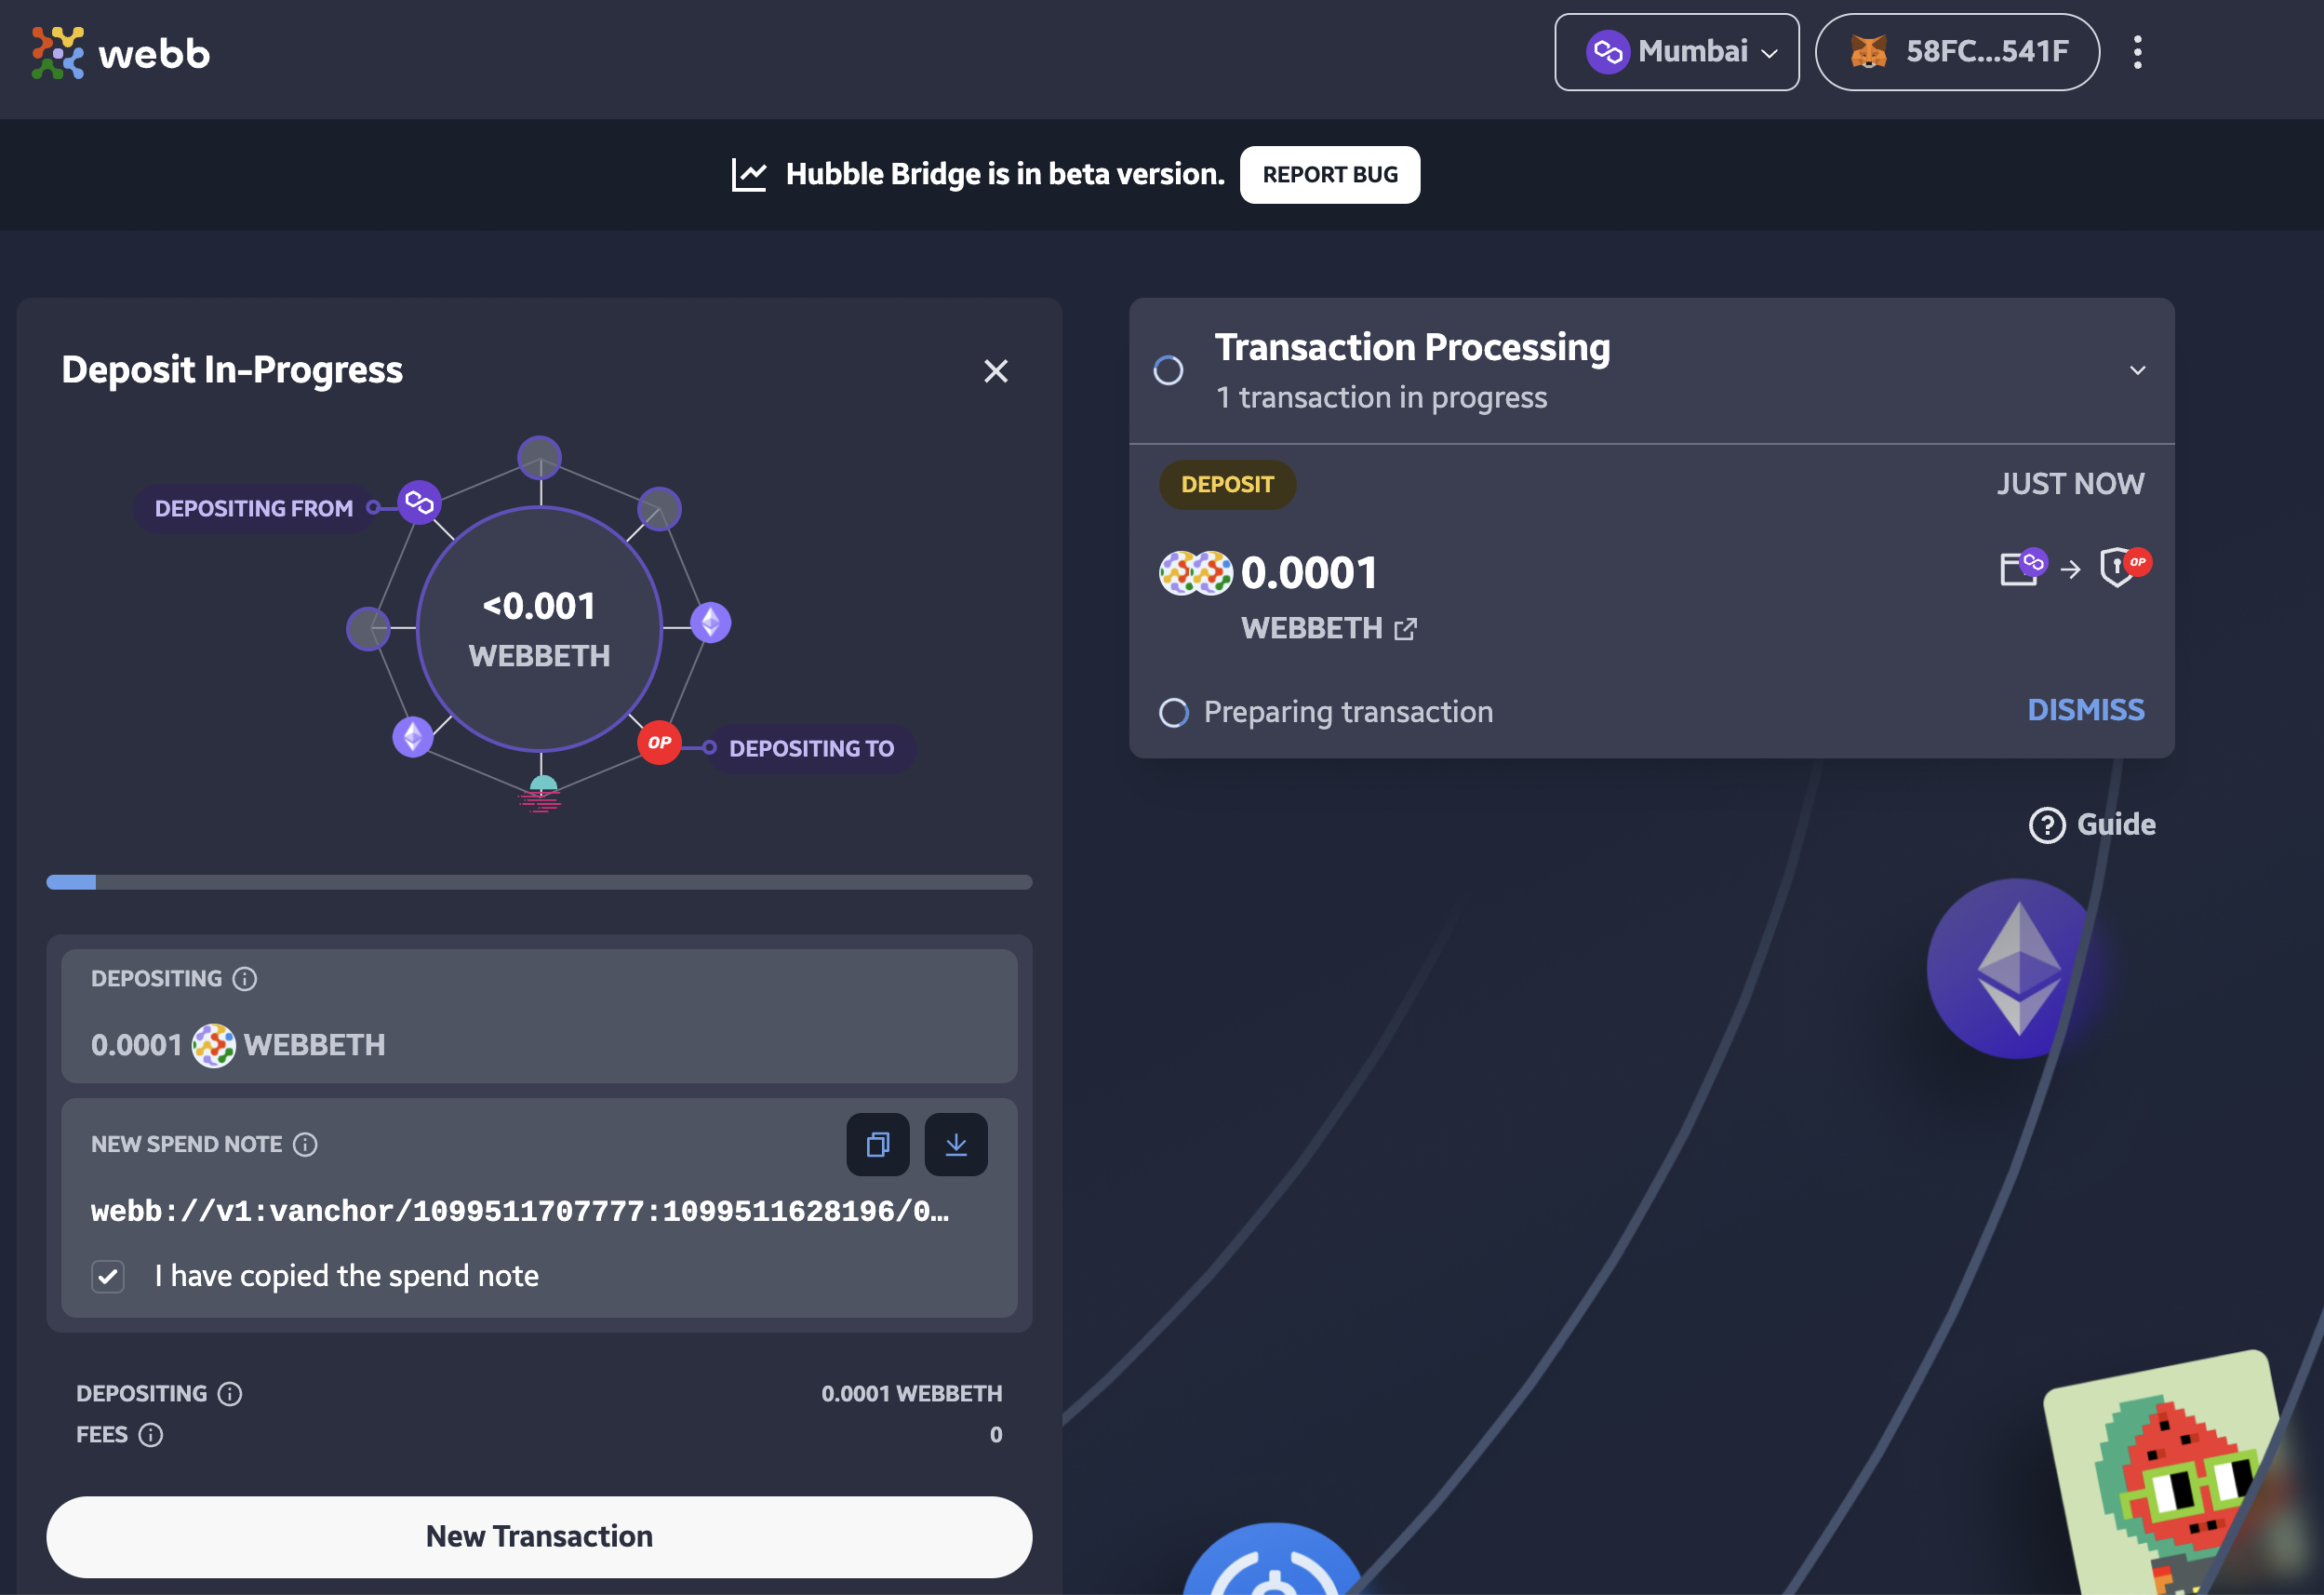 webb
Mumbai
58FC...541F
Hubble Bridge is in beta version.
REPORT BUG
Deposit In-Progress
DEPOSITING FROM
<0.001
WEBBETH
OP
DEPOSITING TO
DEPOSITING
0.0001 WEBBETH
NEW SPEND NOTE
webb://v1:vanchor/1099511707777:1099511628196/0…
I have copied the spend note
DEPOSITING
0.0001 WEBBETH
FEES
0
New Transaction
Transaction Processing
1 transaction in progress
DEPOSIT
JUST NOW
0.0001
OP
WEBBETH
Preparing transaction
DISMISS
Guide